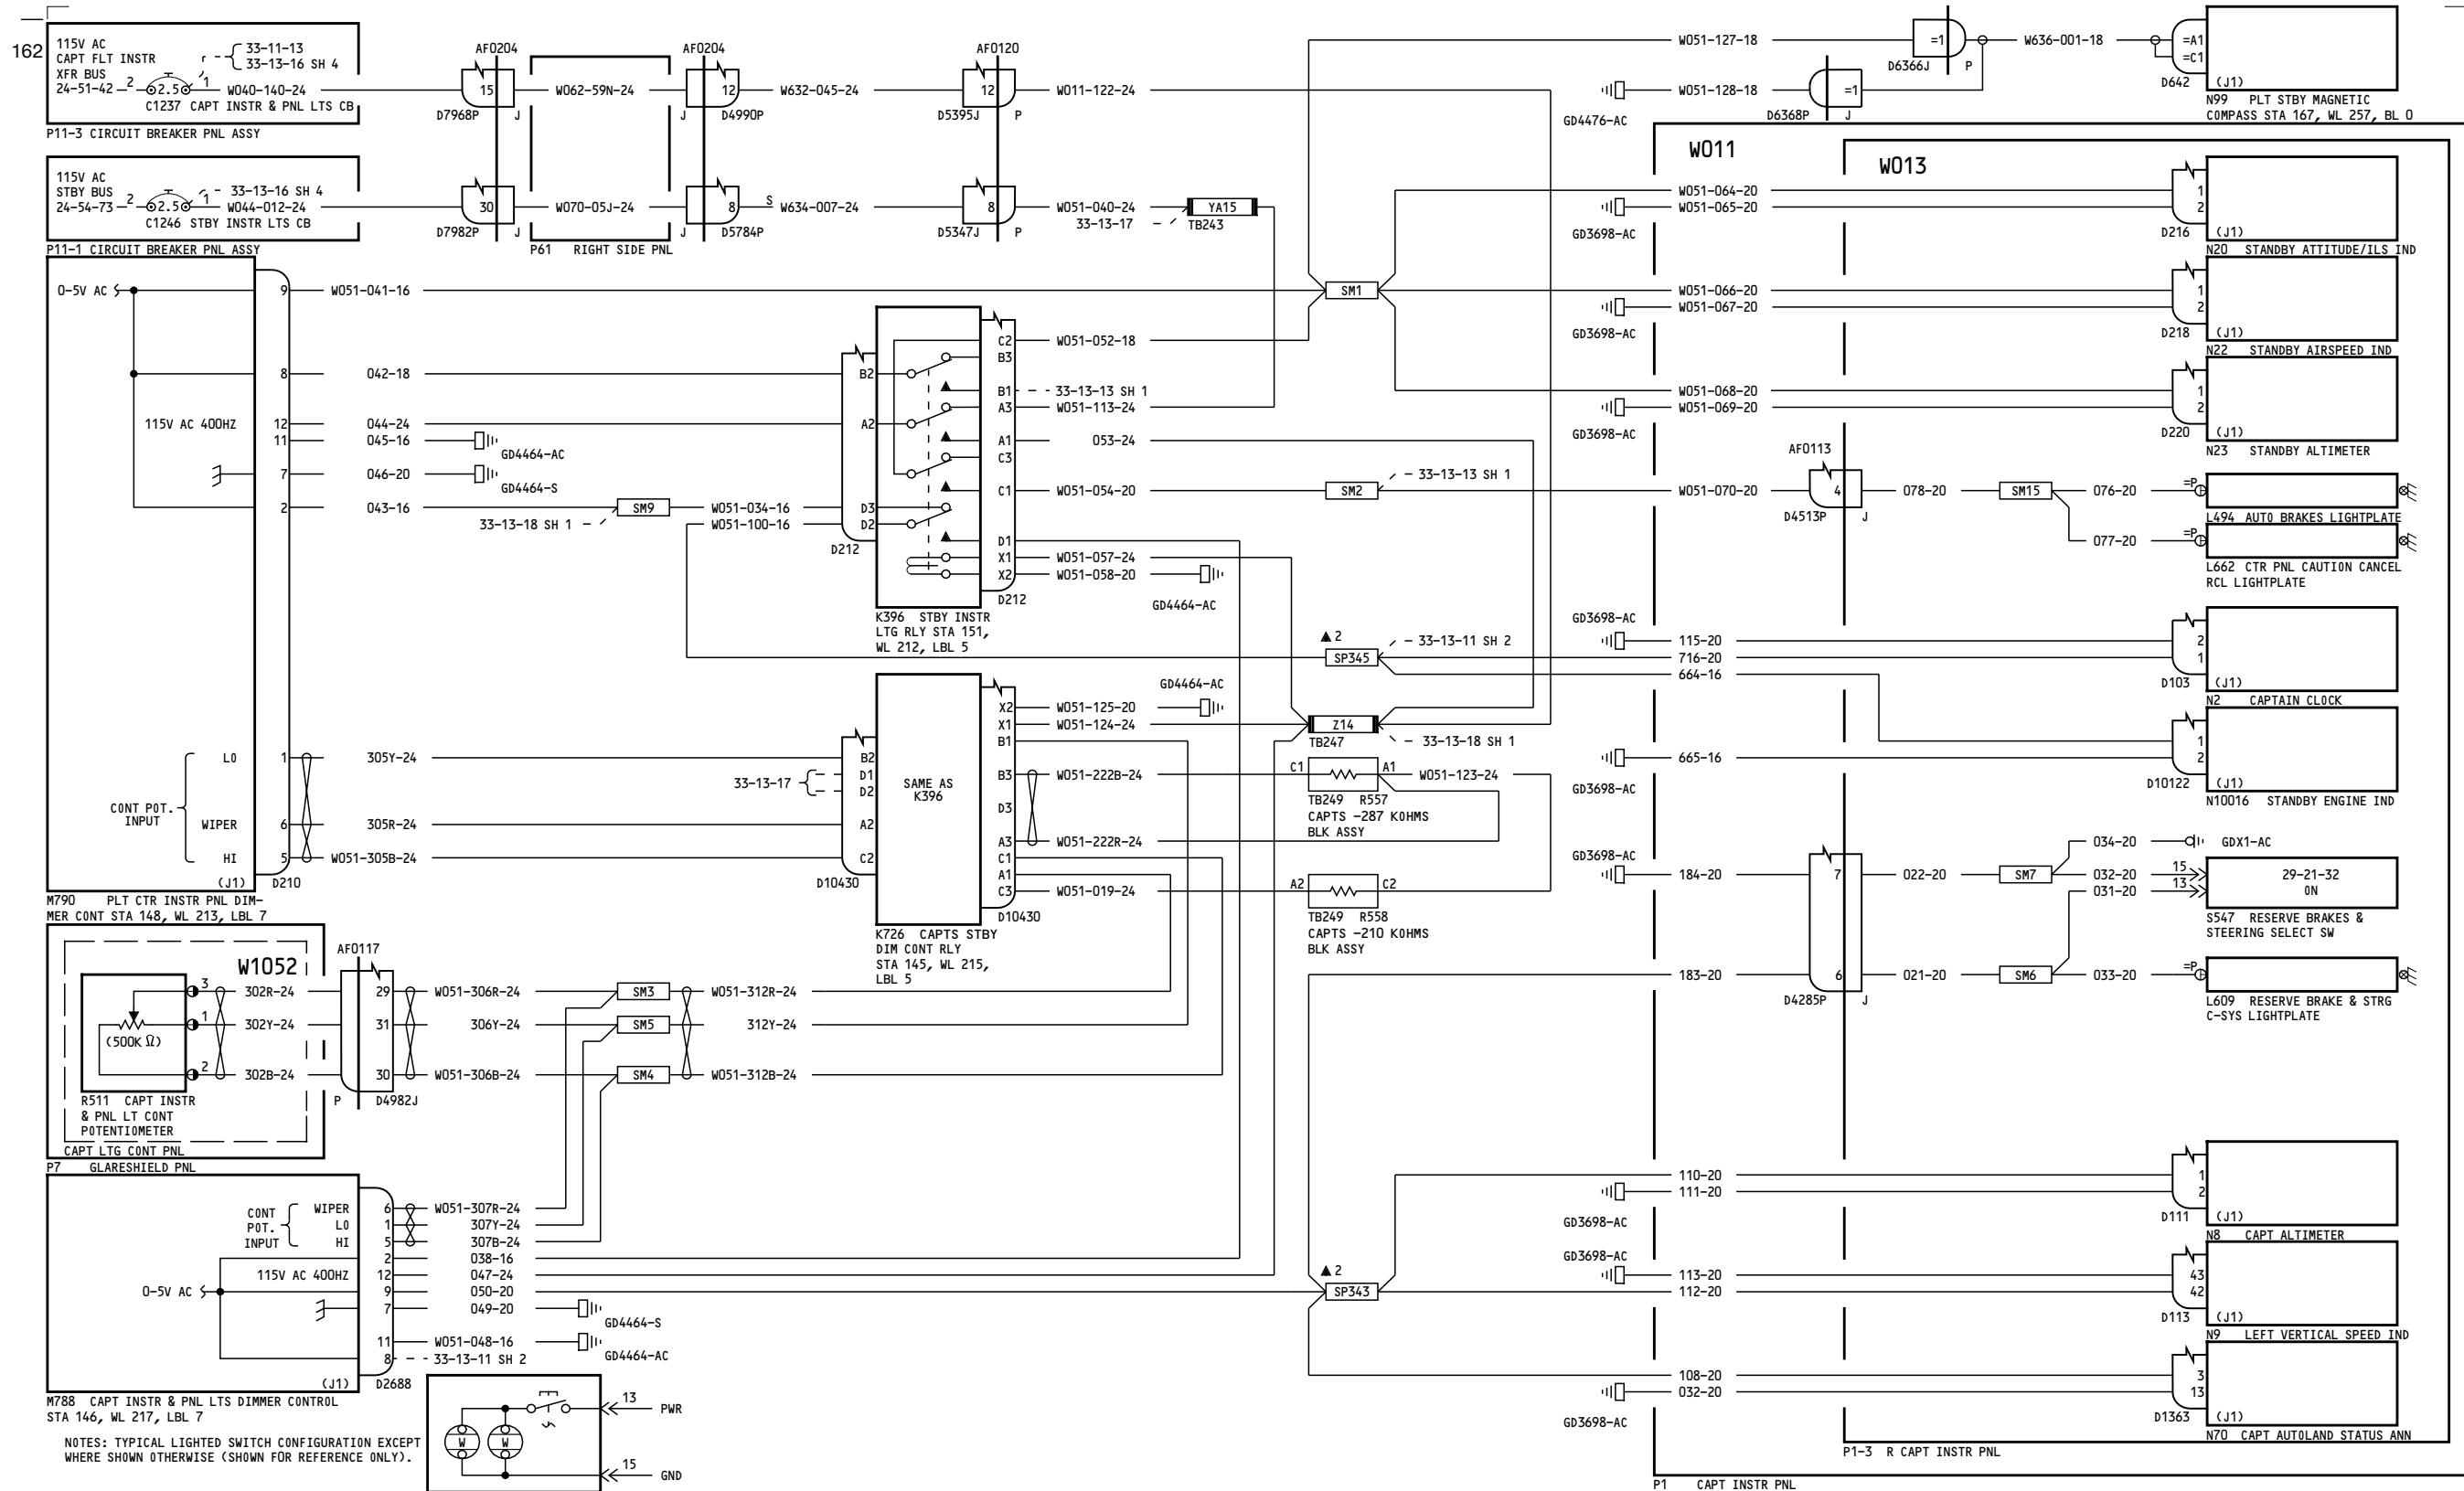 162
115V AC
CAPT FLT INSTR
XFR BUS
24-51-42 2 2.5 1 W040-140-24
33-11-13
33-13-16 SH 4
C1237 CAPT INSTR & PNL LTS CB
P11-3 CIRCUIT BREAKER PNL ASSY
AF0204
15
D7968P J
W062-59N-24
AF0204
12
J D4990P
W632-045-24
AF0120
12
D5395J P
W011-122-24
115V AC
STBY BUS
24-54-73 2 2.5 1 W044-012-24
33-13-16 SH 4
C1246 STBY INSTR LTS CB
P11-1 CIRCUIT BREAKER PNL ASSY
30
D7982P J
W070-05J-24
P61 RIGHT SIDE PNL
8
J D5784P
S W634-007-24
8
D5347J P
W051-040-24
33-13-17
YA15
TB243
W051-127-18
=1
D6366J P
W636-001-18
=A1
=C1
D642 (J1)
N99 PLT STBY MAGNETIC
COMPASS STA 167, WL 257, BL 0
GD4476-AC
W051-128-18
=1
D6368P J
W011
W013
W051-064-20
W051-065-20
GD3698-AC
1
2
D216 (J1)
N20 STANDBY ATTITUDE/ILS IND
W051-066-20
W051-067-20
GD3698-AC
1
2
D218 (J1)
N22 STANDBY AIRSPEED IND
W051-068-20
W051-069-20
GD3698-AC
1
2
D220 (J1)
N23 STANDBY ALTIMETER
0-5V AC
9 W051-041-16
SM1
8 042-18
115V AC 400HZ
12 044-24
11 045-16
GD4464-AC
7 046-20
GD4464-S
2 043-16
33-13-18 SH 1
SM9
W051-034-16
W051-100-16
B2
A2
D3
D2
D212
C2 W051-052-18
B3
B1 33-13-13 SH 1
A3 W051-113-24
A1 053-24
C3
C1 W051-054-20
D1
X1 W051-057-24
X2 W051-058-20
D212
GD4464-AC
K396 STBY INSTR
LTG RLY STA 151,
WL 212, LBL 5
SM2
33-13-13 SH 1
W051-070-20
AF0113
4
D4513P J
078-20
SM15
076-20
=P
L494 AUTO BRAKES LIGHTPLATE
077-20
=P
L662 CTR PNL CAUTION CANCEL
RCL LIGHTPLATE
2
SP345
33-13-11 SH 2
GD3698-AC
115-20
716-20
664-16
2
1
D103 (J1)
N2 CAPTAIN CLOCK
1
2
665-16
GD3698-AC
D10122 (J1)
N10016 STANDBY ENGINE IND
CONT POT.
INPUT
LO
WIPER
HI
1 305Y-24
6 305R-24
5 W051-305B-24
(J1) D210
M790 PLT CTR INSTR PNL DIM-
MER CONT STA 148, WL 213, LBL 7
33-13-17
B2
D1
D2
A2
C2
D10430
SAME AS
K396
X2 W051-125-20
GD4464-AC
X1 W051-124-24
B1
B3 W051-222B-24
D3
A3 W051-222R-24
C1
A1
C3 W051-019-24
D10430
K726 CAPTS STBY
DIM CONT RLY
STA 145, WL 215,
LBL 5
Z14
TB247
33-13-18 SH 1
C1 A1 W051-123-24
TB249 R557
CAPTS -287 KOHMS
BLK ASSY
A2 C2
TB249 R558
CAPTS -210 KOHMS
BLK ASSY
GD3698-AC
184-20
183-20
7
6
D4285P J
022-20
SM7
034-20
GDX1-AC
032-20 15
031-20 13
29-21-32
ON
S547 RESERVE BRAKES &
STEERING SELECT SW
021-20
SM6
033-20
=P
L609 RESERVE BRAKE & STRG
C-SYS LIGHTPLATE
W1052
AF0117
3 302R-24
1 302Y-24
2 302B-24
(500K Ω)
R511 CAPT INSTR
& PNL LT CONT
POTENTIOMETER
CAPT LTG CONT PNL
P7 GLARESHIELD PNL
29
31
30
P D4982J
W051-306R-24
306Y-24
W051-306B-24
SM3
SM5
SM4
W051-312R-24
312Y-24
W051-312B-24
CONT
POT.
INPUT
WIPER
LO
HI
6 W051-307R-24
1 307Y-24
5 307B-24
2 038-16
115V AC 400HZ
12 047-24
0-5V AC
9 050-20
7 049-20
GD4464-S
11 W051-048-16
GD4464-AC
8 33-13-11 SH 2
(J1) D2688
M788 CAPT INSTR & PNL LTS DIMMER CONTROL
STA 146, WL 217, LBL 7
2
SP343
110-20
111-20
GD3698-AC
1
2
D111 (J1)
N8 CAPT ALTIMETER
GD3698-AC
113-20
112-20
43
42
D113 (J1)
N9 LEFT VERTICAL SPEED IND
108-20
032-20
GD3698-AC
3
13
D1363 (J1)
N70 CAPT AUTOLAND STATUS ANN
P1-3 R CAPT INSTR PNL
P1 CAPT INSTR PNL
NOTES: TYPICAL LIGHTED SWITCH CONFIGURATION EXCEPT
WHERE SHOWN OTHERWISE (SHOWN FOR REFERENCE ONLY).
W W
13 PWR
15 GND